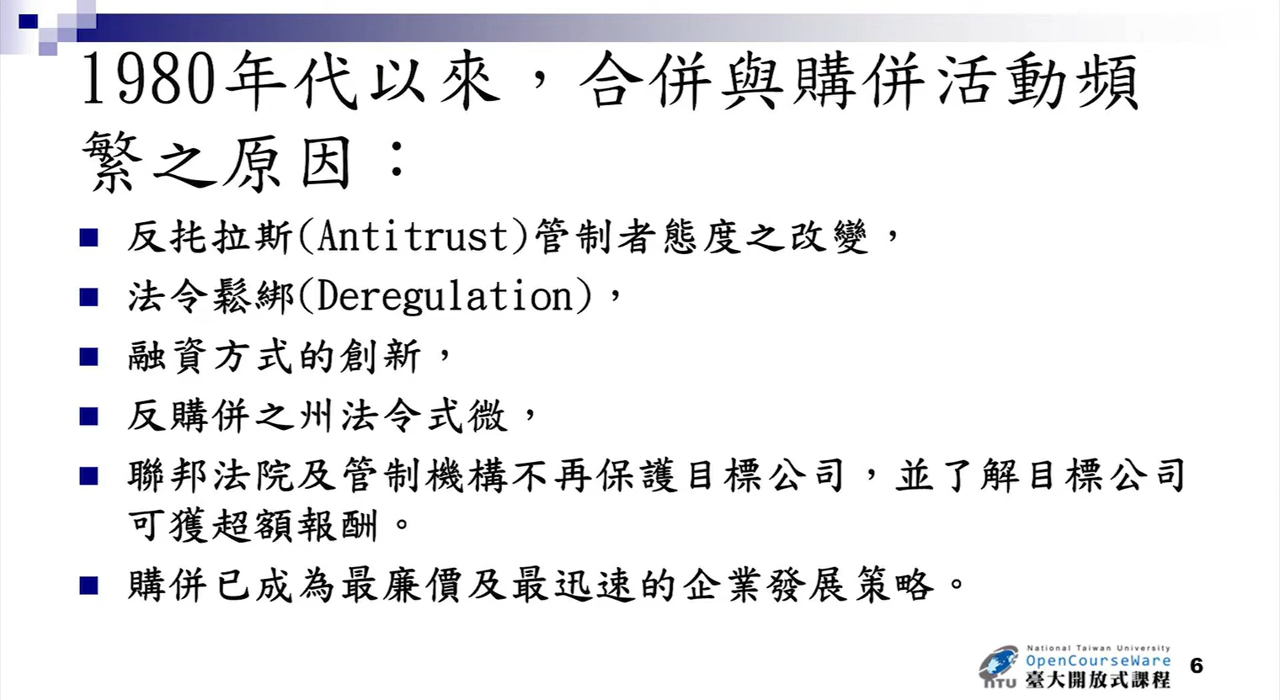 1980年代以來，合併與購併活動頻
繁之原因：
反托拉斯(Antitrust)管制者態度之改變，
法令鬆綁(Deregulation)，
融資方式的創新，
反購併之州法令式微，
聯邦法院及管制機構不再保護目標公司，並了解目標公司
可獲超額報酬。
購併已成為最廉價及最迅速的企業發展策略。
National Taiwan University
OpenCourseWare
NTU 臺大開放式課程
6